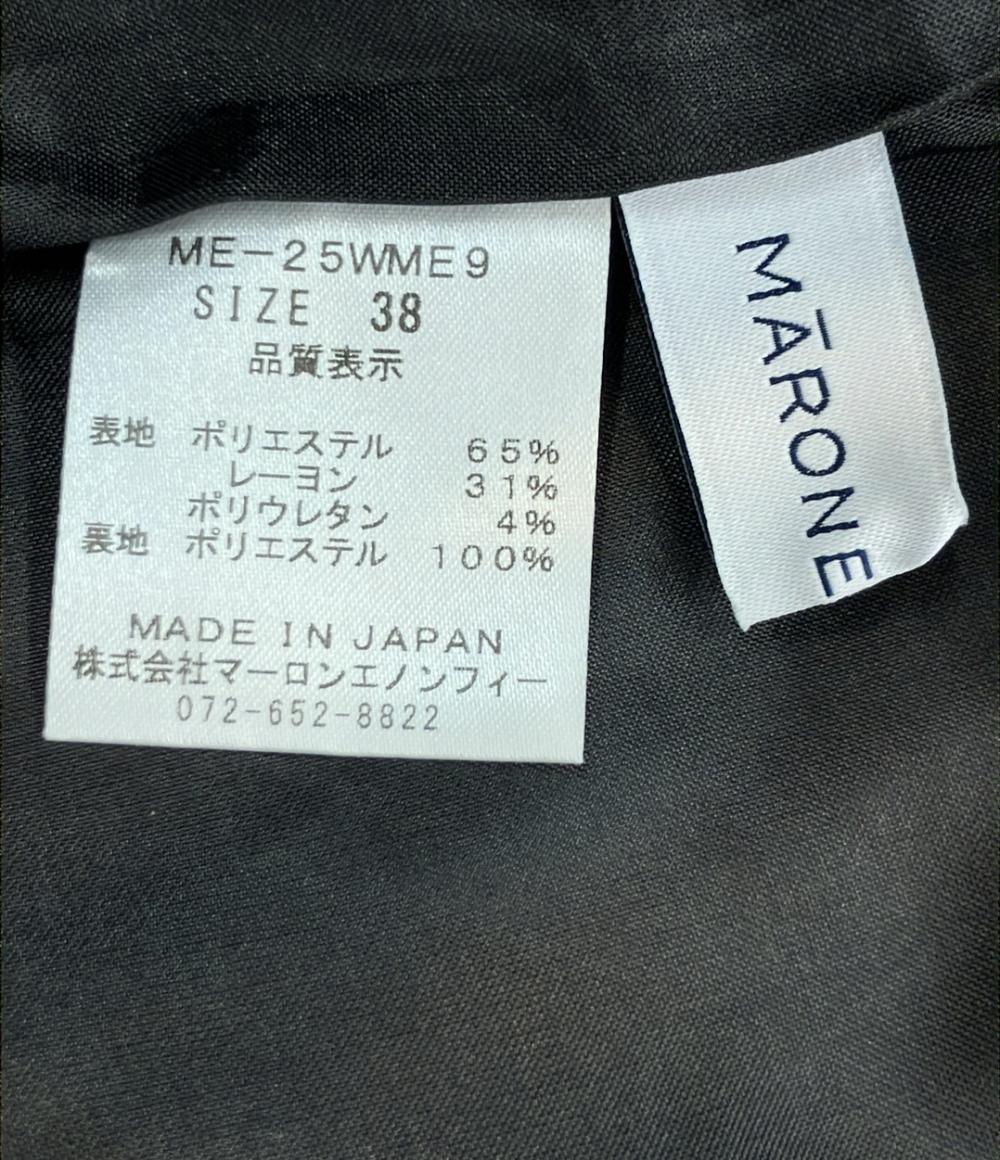 ME-25WME9
SIZE 38
品質表示
表地 ポリエステル 65%
レーヨン 31%
ポリウレタン 4%
裏地 ポリエステル 100%
MADE IN JAPAN
株式会社マーロンエノンフィー
072-652-8822
MĀRONE